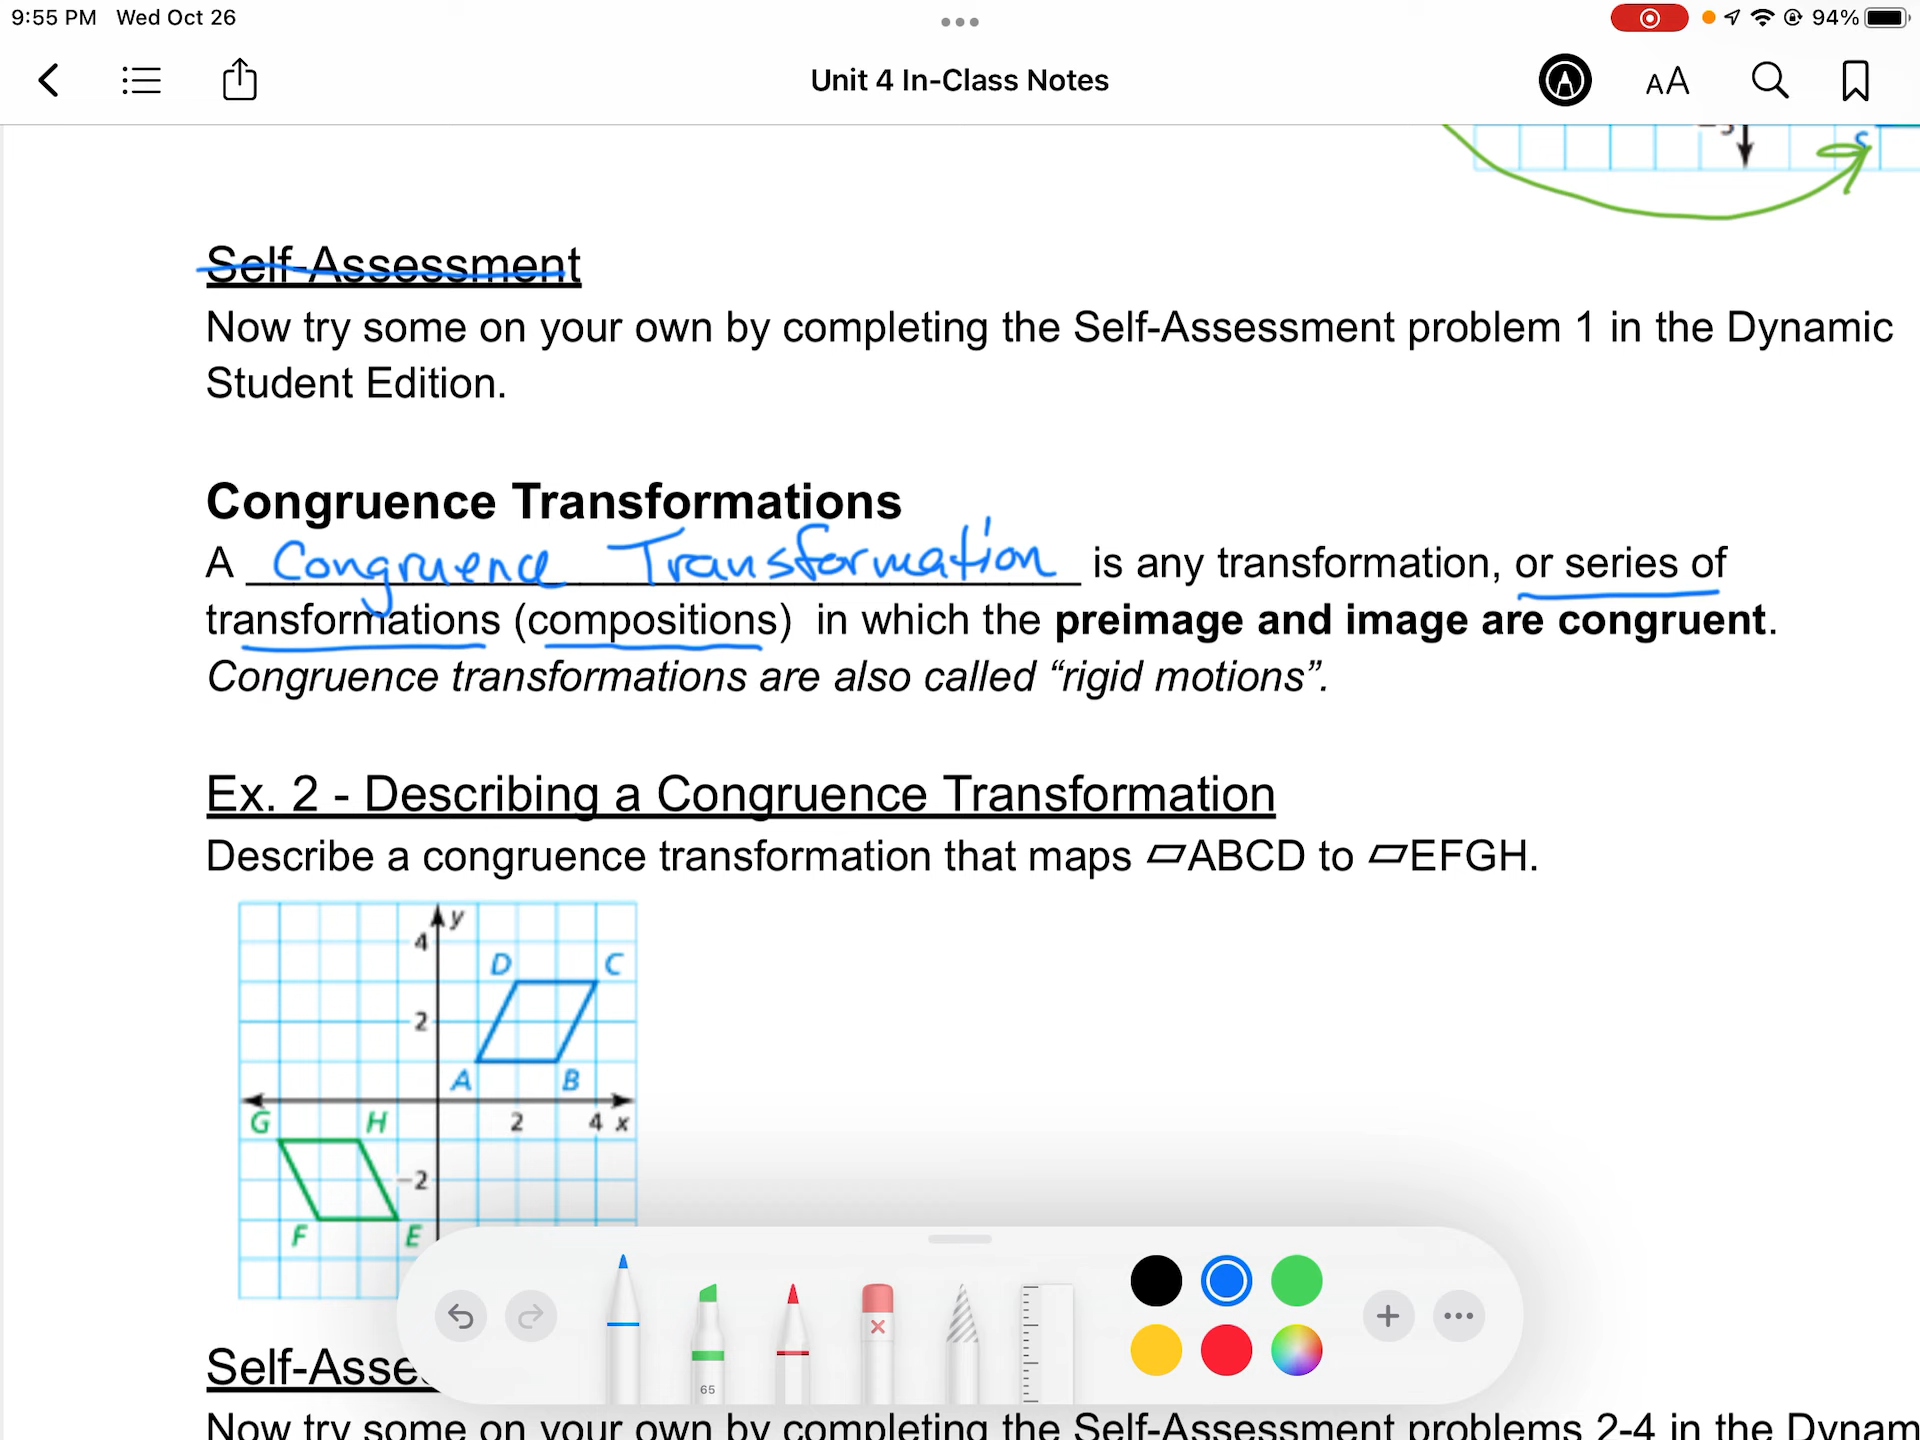 9:55 PM Wed Oct 26
94%
Unit 4 In-Class Notes
AA
-5
S
Self-Assessment
Now try some on your own by completing the Self-Assessment problem 1 in the Dynamic
Student Edition.
Congruence Transformations
A Congruence Transformation is any transformation, or series of
transformations (compositions) in which the preimage and image are congruent.
Congruence transformations are also called “rigid motions”.
Ex. 2 - Describing a Congruence Transformation
Describe a congruence transformation that maps ▱ABCD to ▱EFGH.
y
4
D C
2
A B
G H 2 4 x
-2
F E
65
Self-Asse
Now try some on your own by completing the Self-Assessment problems 2-4 in the Dynam